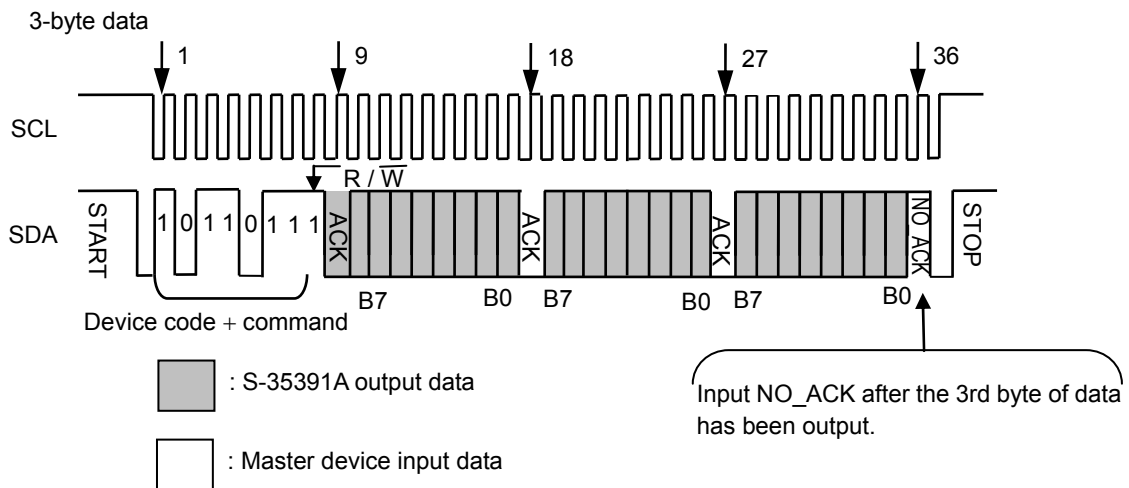 3-byte data
1 9 18 27 36
SCL
R / W
SDA
START 1 0 1 1 0 1 1 1 ACK ACK ACK NO ACK STOP
B7 B0 B7 B0 B7 B0
Device code + command
: S-35391A output data
Input NO_ACK after the 3rd byte of data
has been output.
: Master device input data